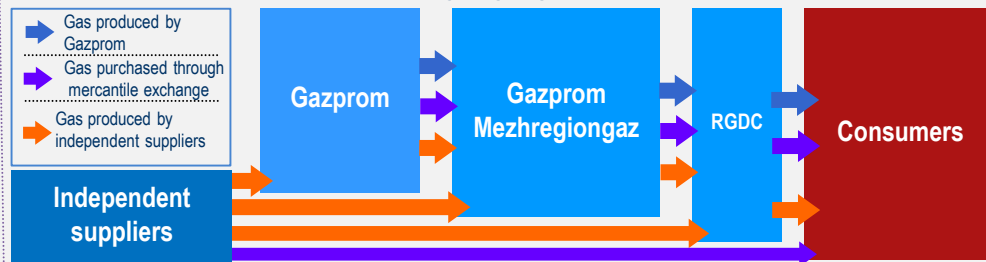 Gas produced by
Gazprom
Gas purchased through
mercantile exchange
Gas produced by
independent suppliers
Independent
suppliers
Gazprom
Gazprom
Mezhregiongaz
RGDC
Consumers